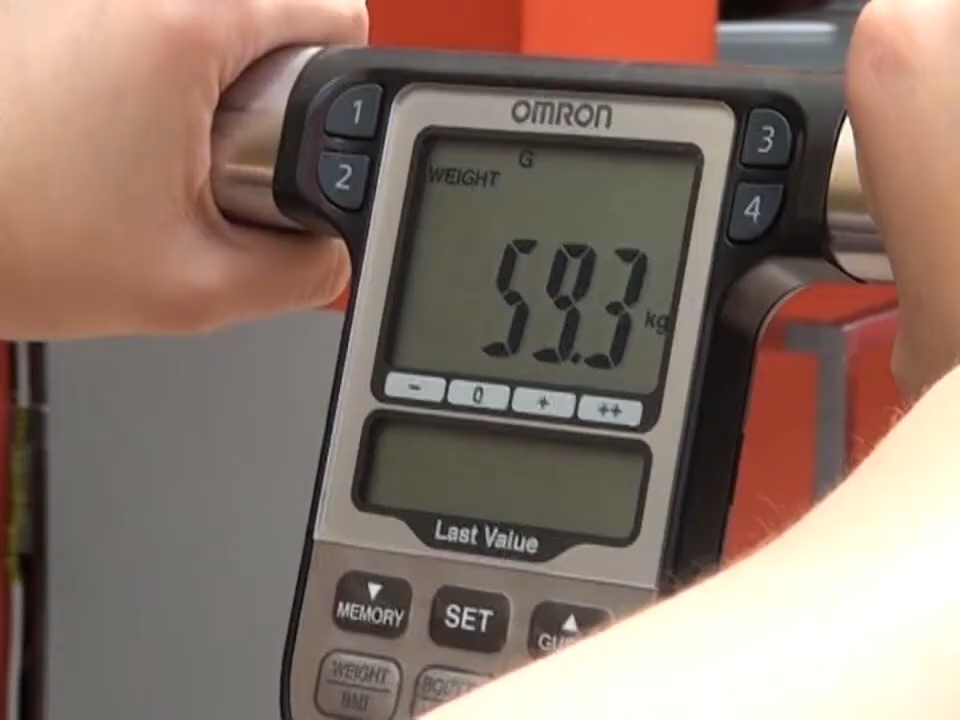 OMRON
1
2
3
4
G
WEIGHT
59.3 kg
- 0 + ++
Last Value
▼ MEMORY
SET
▲
WEIGHT
BMI